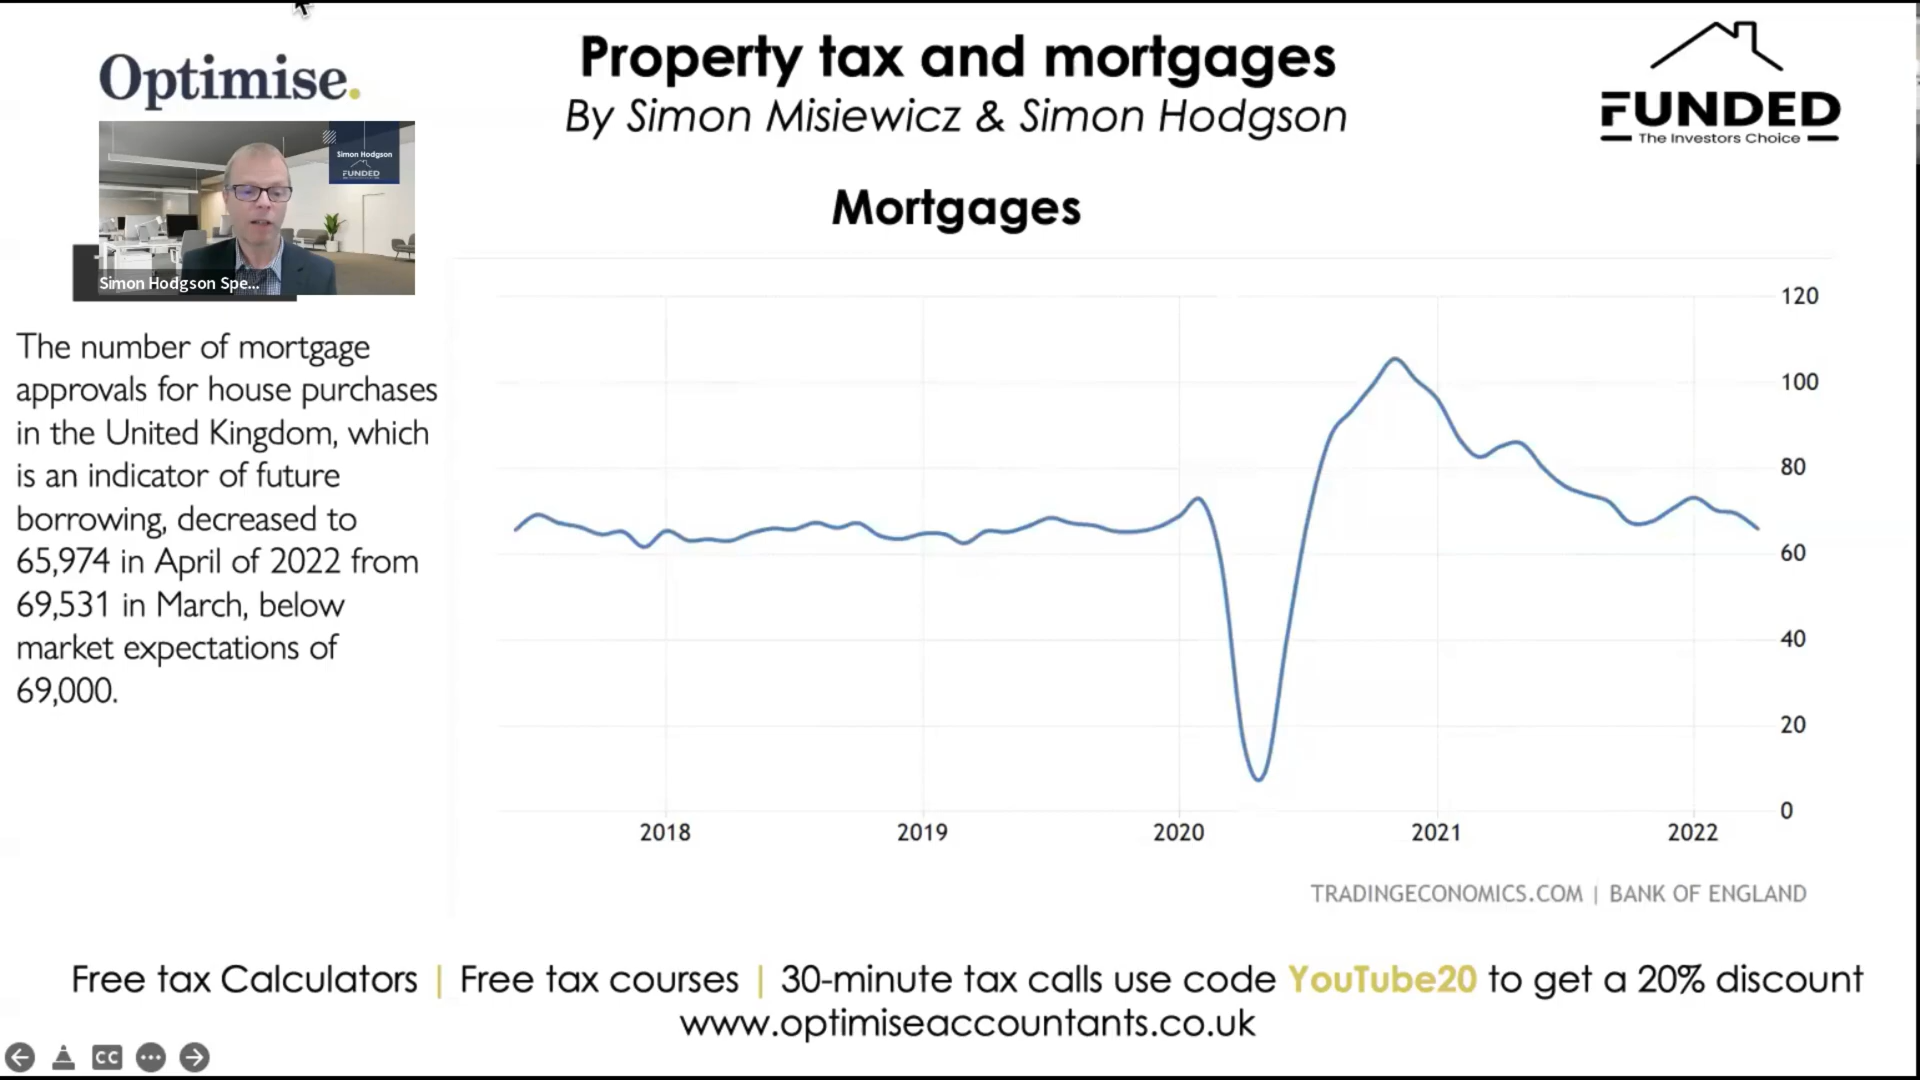 Optimise.
Property tax and mortgages
By Simon Misiewicz & Simon Hodgson
FUNDED
The Investors Choice
Simon Hodgson
FUNDED
Simon Hodgson Spe...
Mortgages
The number of mortgage
approvals for house purchases
in the United Kingdom, which
is an indicator of future
borrowing, decreased to
65,974 in April of 2022 from
69,531 in March, below
market expectations of
69,000.
120
100
80
60
40
20
0
2018 2019 2020 2021 2022
TRADINGECONOMICS.COM | BANK OF ENGLAND
Free tax Calculators | Free tax courses | 30-minute tax calls use code YouTube20 to get a 20% discount
www.optimiseaccountants.co.uk
CC